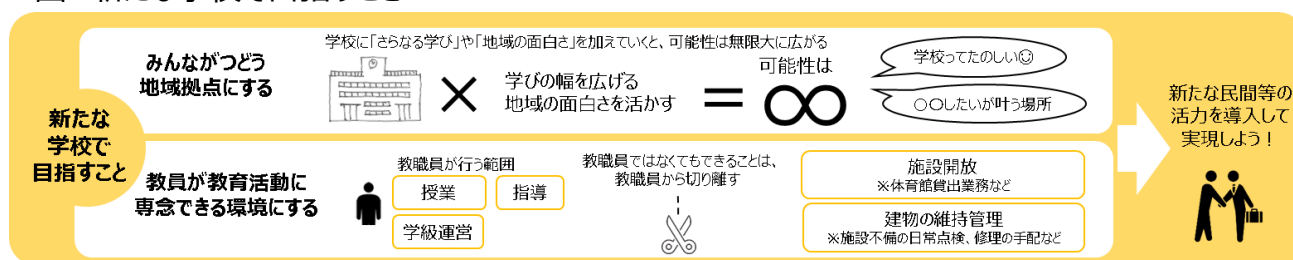 新たな
学校で
目指すこと
みんながつどう
地域拠点にする
学校に「さらなる学び」や「地域の面白さ」を加えていくと、可能性は無限大に広がる
×
学びの幅を広げる
地域の面白さを活かす
=
可能性は
∞
学校ってたのしい☺
○○したいが叶う場所
教員が教育活動に
専念できる環境にする
教職員が行う範囲
授業
指導
学級運営
教職員ではなくてもできることは、
教職員から切り離す
施設開放
※体育館貸出業務など
建物の維持管理
※施設不備の日常点検、修理の手配など
新たな民間等の
活力を導入して
実現しよう！